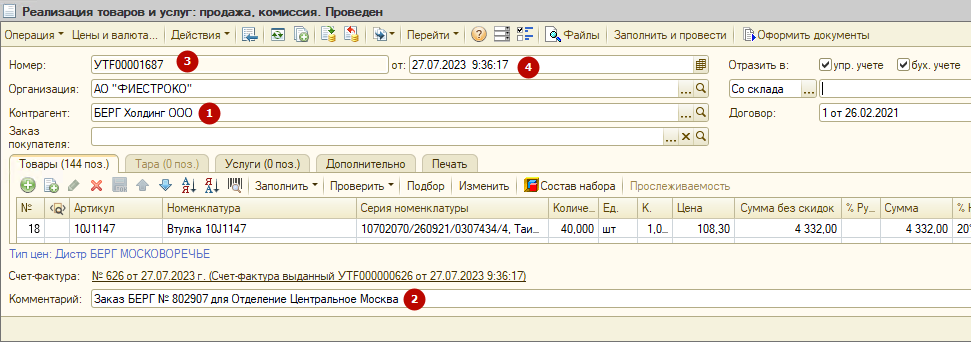 Реализация товаров и услуг: продажа, комиссия. Проведен
Операция Цены и валюта... Действия Перейти ? Файлы Заполнить и провести Оформить документы
Номер: УТF00001687 3 от: 27.07.2023 9:36:17 4 Отразить в: упр. учете бух. учете
Организация: АО "ФИЕСТРОКО" ... Со склада ...
Контрагент: БЕРГ Холдинг ООО 1 ... Договор: 1 от 26.02.2021
Заказ
покупателя: ...
Товары (144 поз.) Тара (0 поз.) Услуги (0 поз.) Дополнительно Печать
Заполнить Проверить Подбор Изменить Состав набора Прослеживаемость
№ Артикул Номенклатура Серия номенклатуры Количе... Ед. К. Цена Сумма без скидок % Ру... Сумма
18 10J1147 Втулка 10J1147 10702070/260921/0307434/4, Таи... 40,000 шт 1,0... 108,30 4 332,00 4 332,00
Тип цен: Дистр БЕРГ МОСКОВОРЕЧЬЕ
Счет-фактура: № 626 от 27.07.2023 г. (Счет-фактура выданный УТF000000626 от 27.07.2023 9:36:17)
Комментарий: Заказ БЕРГ № 802907 для Отделение Центральное Москва 2